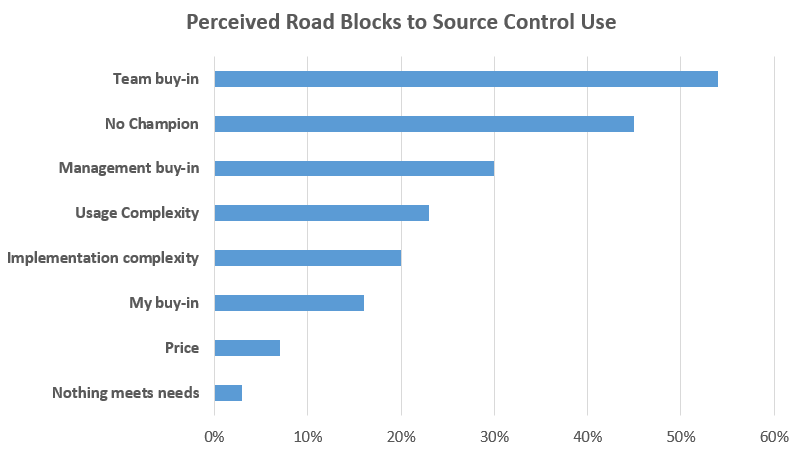 Perceived Road Blocks to Source Control Use
Team buy-in
No Champion
Management buy-in
Usage Complexity
Implementation complexity
My buy-in
Price
Nothing meets needs
0% 10% 20% 30% 40% 50% 60%